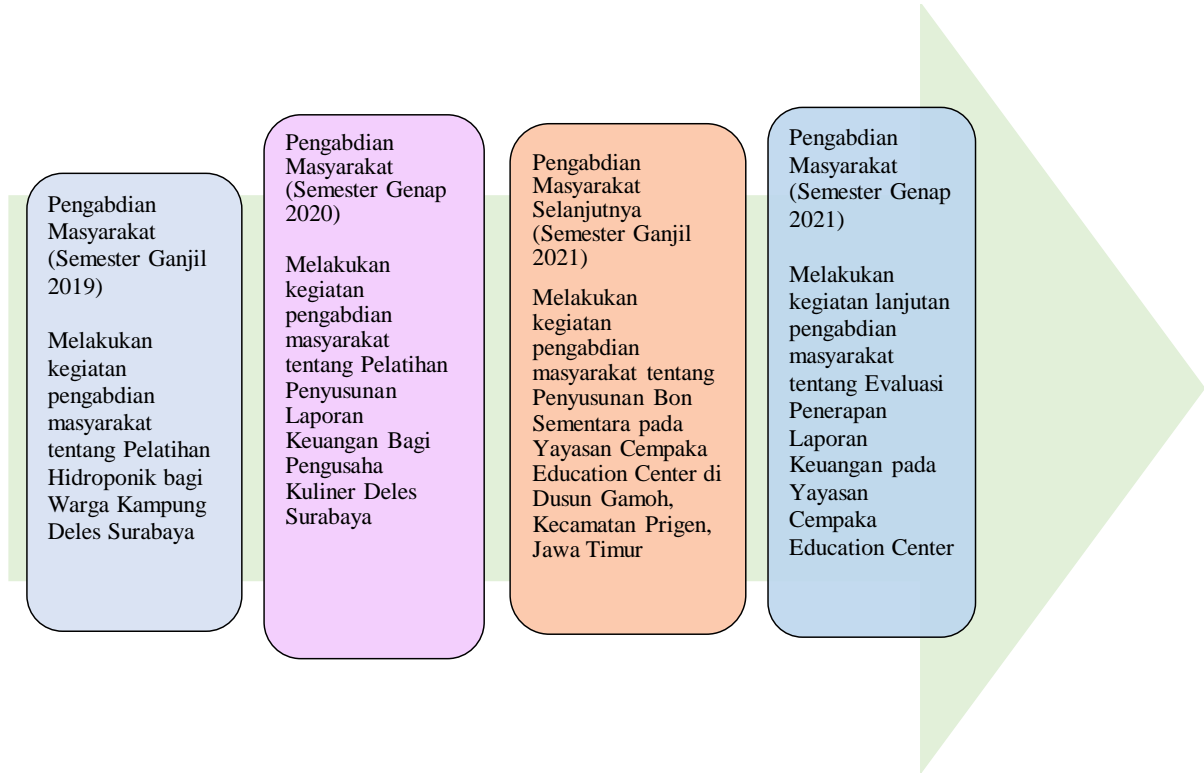 Pengabdian
Masyarakat
(Semester Ganjil
2019)
Melakukan
kegiatan
pengabdian
masyarakat
tentang Pelatihan
Hidroponik bagi
Warga Kampung
Deles Surabaya
Pengabdian
Masyarakat
(Semester Genap
2020)
Melakukan
kegiatan
pengabdian
masyarakat
tentang Pelatihan
Penyusunan
Laporan
Keuangan Bagi
Pengusaha
Kuliner Deles
Surabaya
Pengabdian
Masyarakat
Selanjutnya
(Semester Ganjil
2021)
Melakukan
kegiatan
pengabdian
masyarakat tentang
Penyusunan Bon
Sementara pada
Yayasan Cempaka
Education Center di
Dusun Gamoh,
Kecamatan Prigen,
Jawa Timur
Pengabdian
Masyarakat
(Semester Genap
2021)
Melakukan
kegiatan lanjutan
pengabdian
masyarakat
tentang Evaluasi
Penerapan
Laporan
Keuangan pada
Yayasan
Cempaka
Education Center